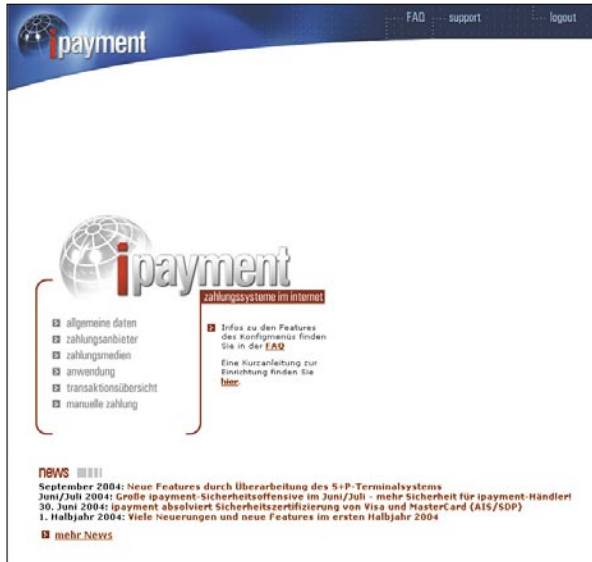 ipayment
FAQ
support
logout
ipayment
zahlungssysteme im internet
allgemeine daten
zahlungsanbieter
zahlungsmedien
anwendung
transaktionsübersicht
manuelle zahlung
Infos zu den Features
des Konfigmenüs finden
Sie in der FAQ
Eine Kurzanleitung zur
Einrichtung finden Sie
hier.
news
September 2004: Neue Features durch Überarbeitung des S+P-Terminalsystems
Juni/Juli 2004: Große ipayment-Sicherheitsoffensive im Juni/Juli - mehr Sicherheit für ipayment-Händler!
30. Juni 2004: ipayment absolviert Sicherheitszertifizierung von Visa und MasterCard (AIS/SDP)
1. Halbjahr 2004: Viele Neuerungen und neue Features im ersten Halbjahr 2004
mehr News